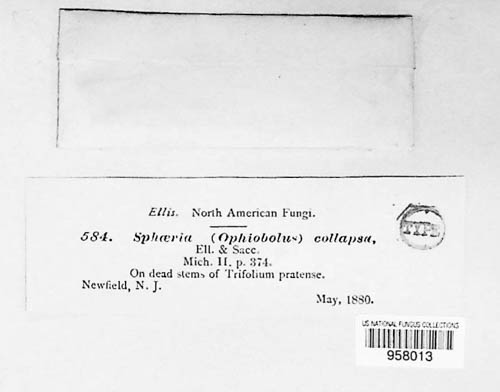 Ellis. North American Fungi.
584. Sphæria (Ophiobolus) collapsa,
Ell. & Sacc.
Mich. II. p. 374.
On dead stems of Trifolium pratense.
Newfield, N. J.
May, 1880.
TYPE
US NATIONAL FUNGUS COLLECTIONS
958013